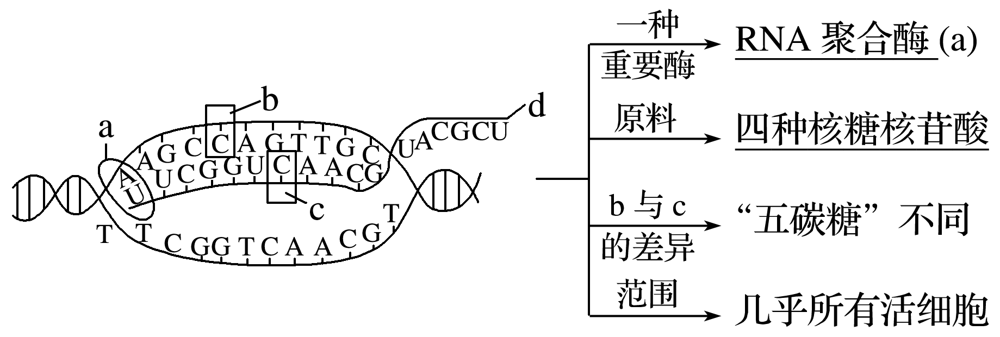 a
b
c
d
A A G C C A G T T G C
U U C G G U C A A C G U A C G C U
T T C G G T C A A C G T
一种
重要酶
RNA 聚合酶 (a)
原料
四种核糖核苷酸
b 与 c
的差异
“五碳糖”不同
范围
几乎所有活细胞